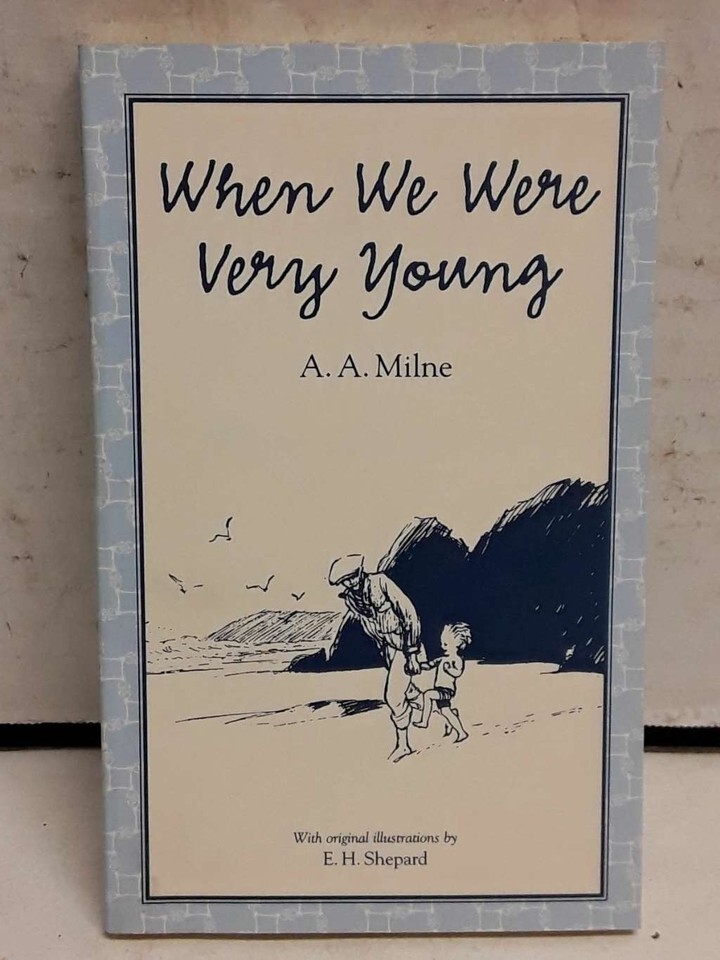 When We Were
Very Young
A. A. Milne
With original illustrations by
E. H. Shepard